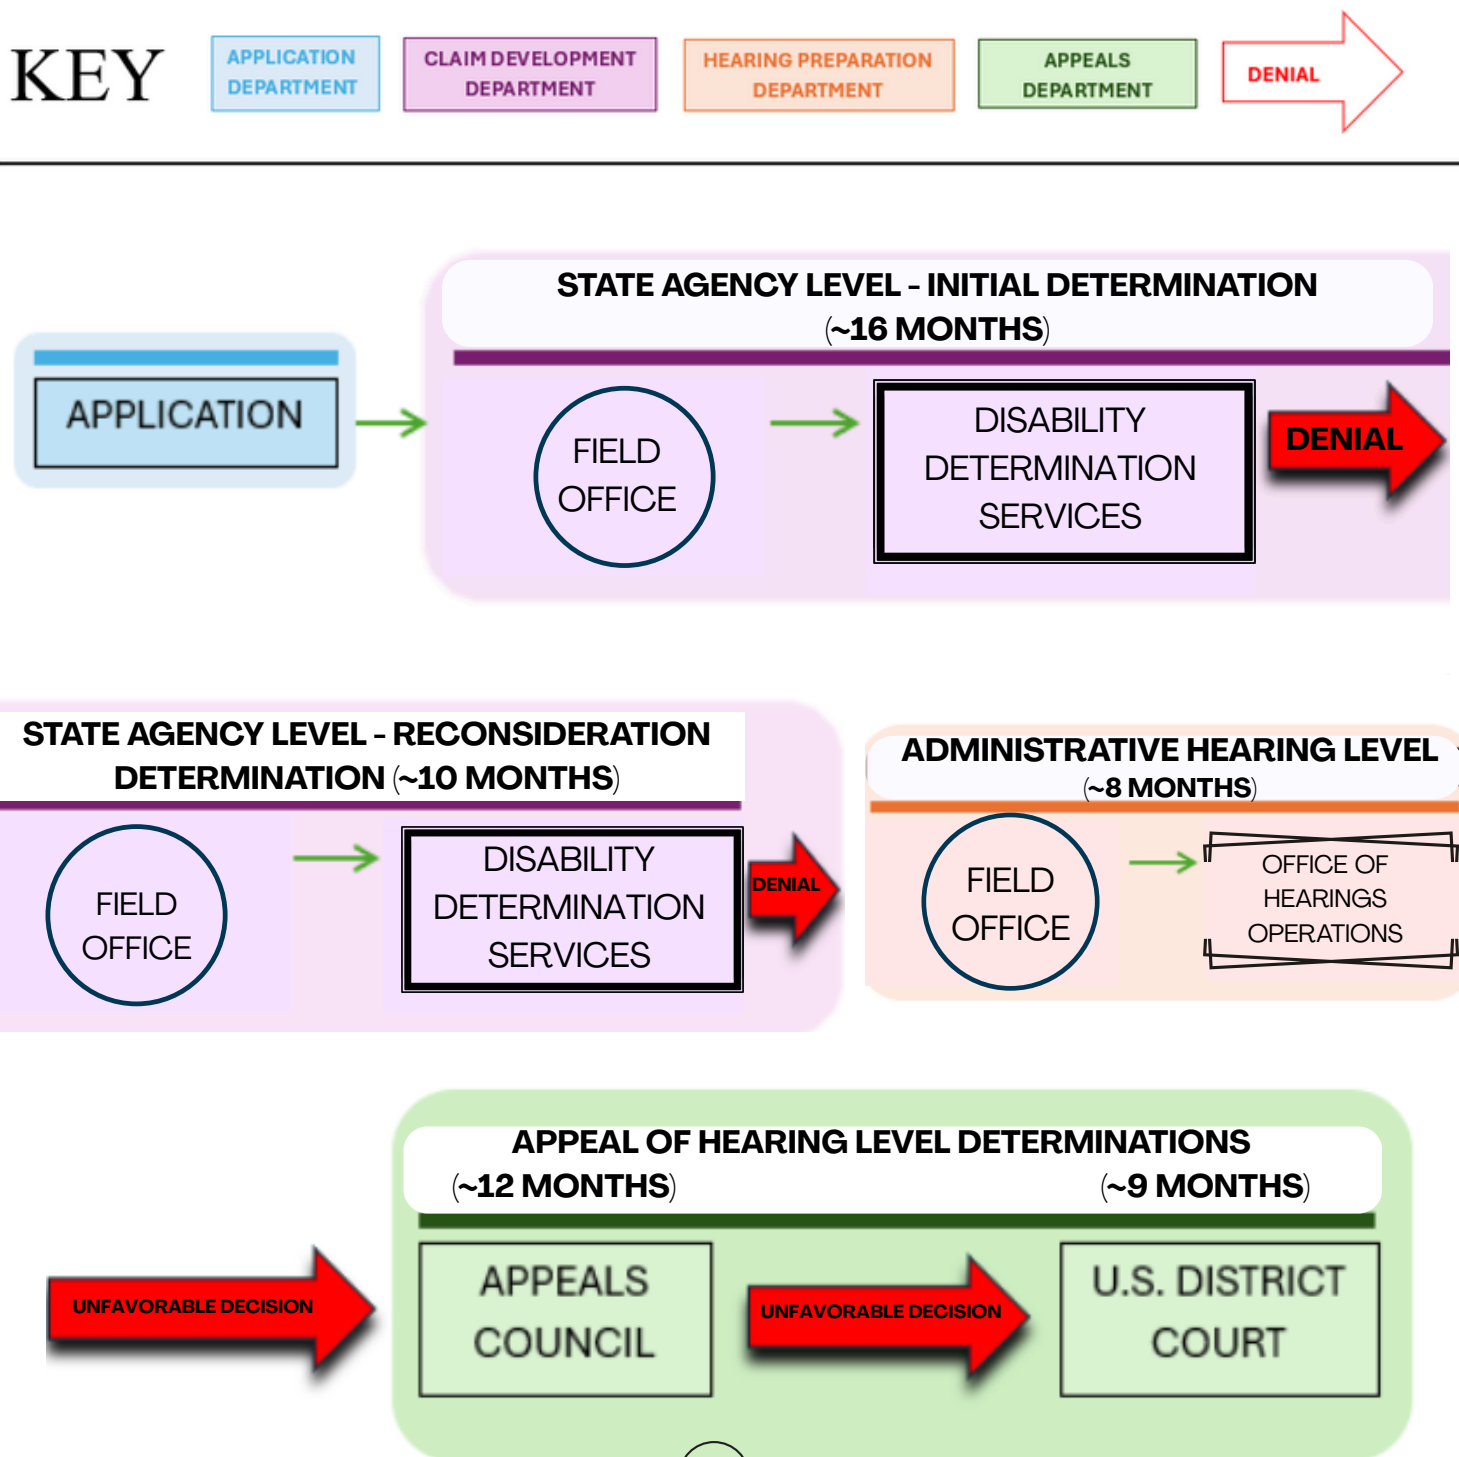 KEY
APPLICATION
DEPARTMENT
CLAIM DEVELOPMENT
DEPARTMENT
HEARING PREPARATION
DEPARTMENT
APPEALS
DEPARTMENT
DENIAL
STATE AGENCY LEVEL - INITIAL DETERMINATION
(~16 MONTHS)
APPLICATION
FIELD
OFFICE
DISABILITY
DETERMINATION
SERVICES
DENIAL
STATE AGENCY LEVEL - RECONSIDERATION
DETERMINATION (~10 MONTHS)
FIELD
OFFICE
DISABILITY
DETERMINATION
SERVICES
DENIAL
ADMINISTRATIVE HEARING LEVEL
(~8 MONTHS)
FIELD
OFFICE
OFFICE OF
HEARINGS
OPERATIONS
APPEAL OF HEARING LEVEL DETERMINATIONS
(~12 MONTHS) (~9 MONTHS)
UNFAVORABLE DECISION
APPEALS
COUNCIL
UNFAVORABLE DECISION
U.S. DISTRICT
COURT